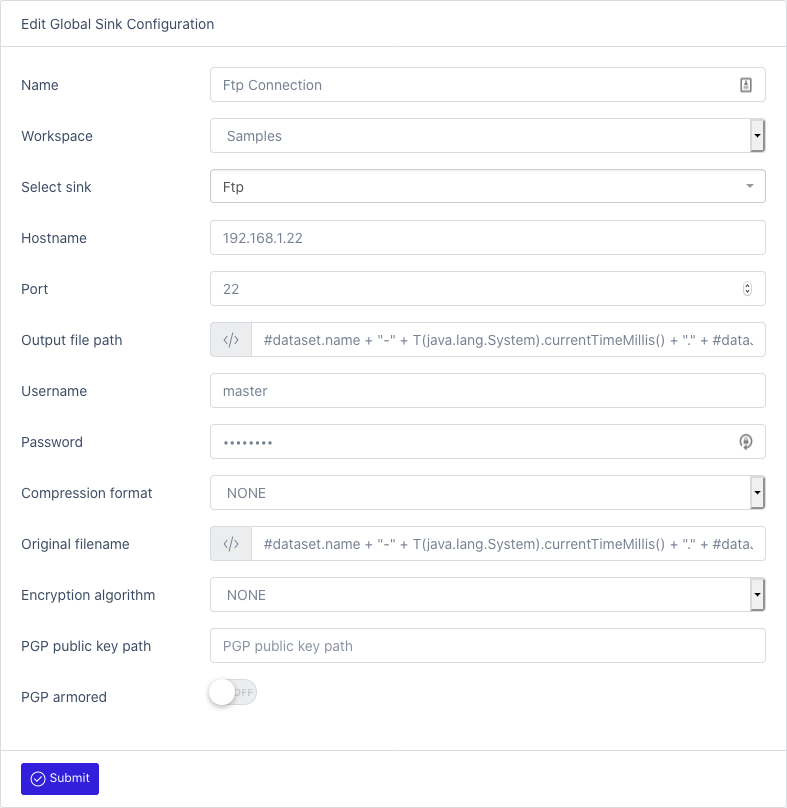 Edit Global Sink Configuration
Name
Ftp Connection
Workspace
Samples
Select sink
Ftp
Hostname
192.168.1.22
Port
22
Output file path
</> #dataset.name + "-" + T(java.lang.System).currentTimeMillis() + "." + #data.
Username
master
Password
••••••••
Compression format
NONE
Original filename
</> #dataset.name + "-" + T(java.lang.System).currentTimeMillis() + "." + #data.
Encryption algorithm
NONE
PGP public key path
PGP public key path
PGP armored
OFF
Submit